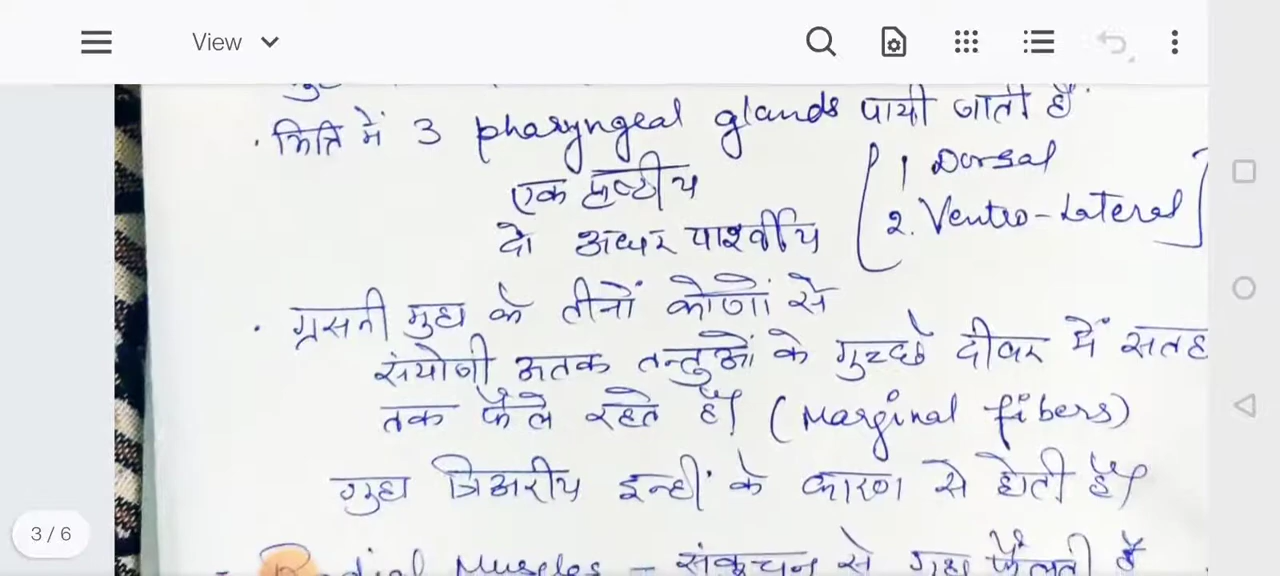 View
· भित्ति में 3 pharyngeal glands पायी जाती हैं
एक पृष्ठीय [1 Dorsal
दो अधर पार्श्वीय 2. Ventro-Lateral]
· ग्रसनी गुहा के तीनों कोणों से
संयोजी ऊतक तन्तुओं के गुच्छे दीवार में सतह
तक फैले रहते हैं। (Marginal fibers)
गुहा त्रिअरीय इन्हीं के कारण से होती है।
3 / 6
- Radial Muscles – संकुचन से गुहा फैलती है